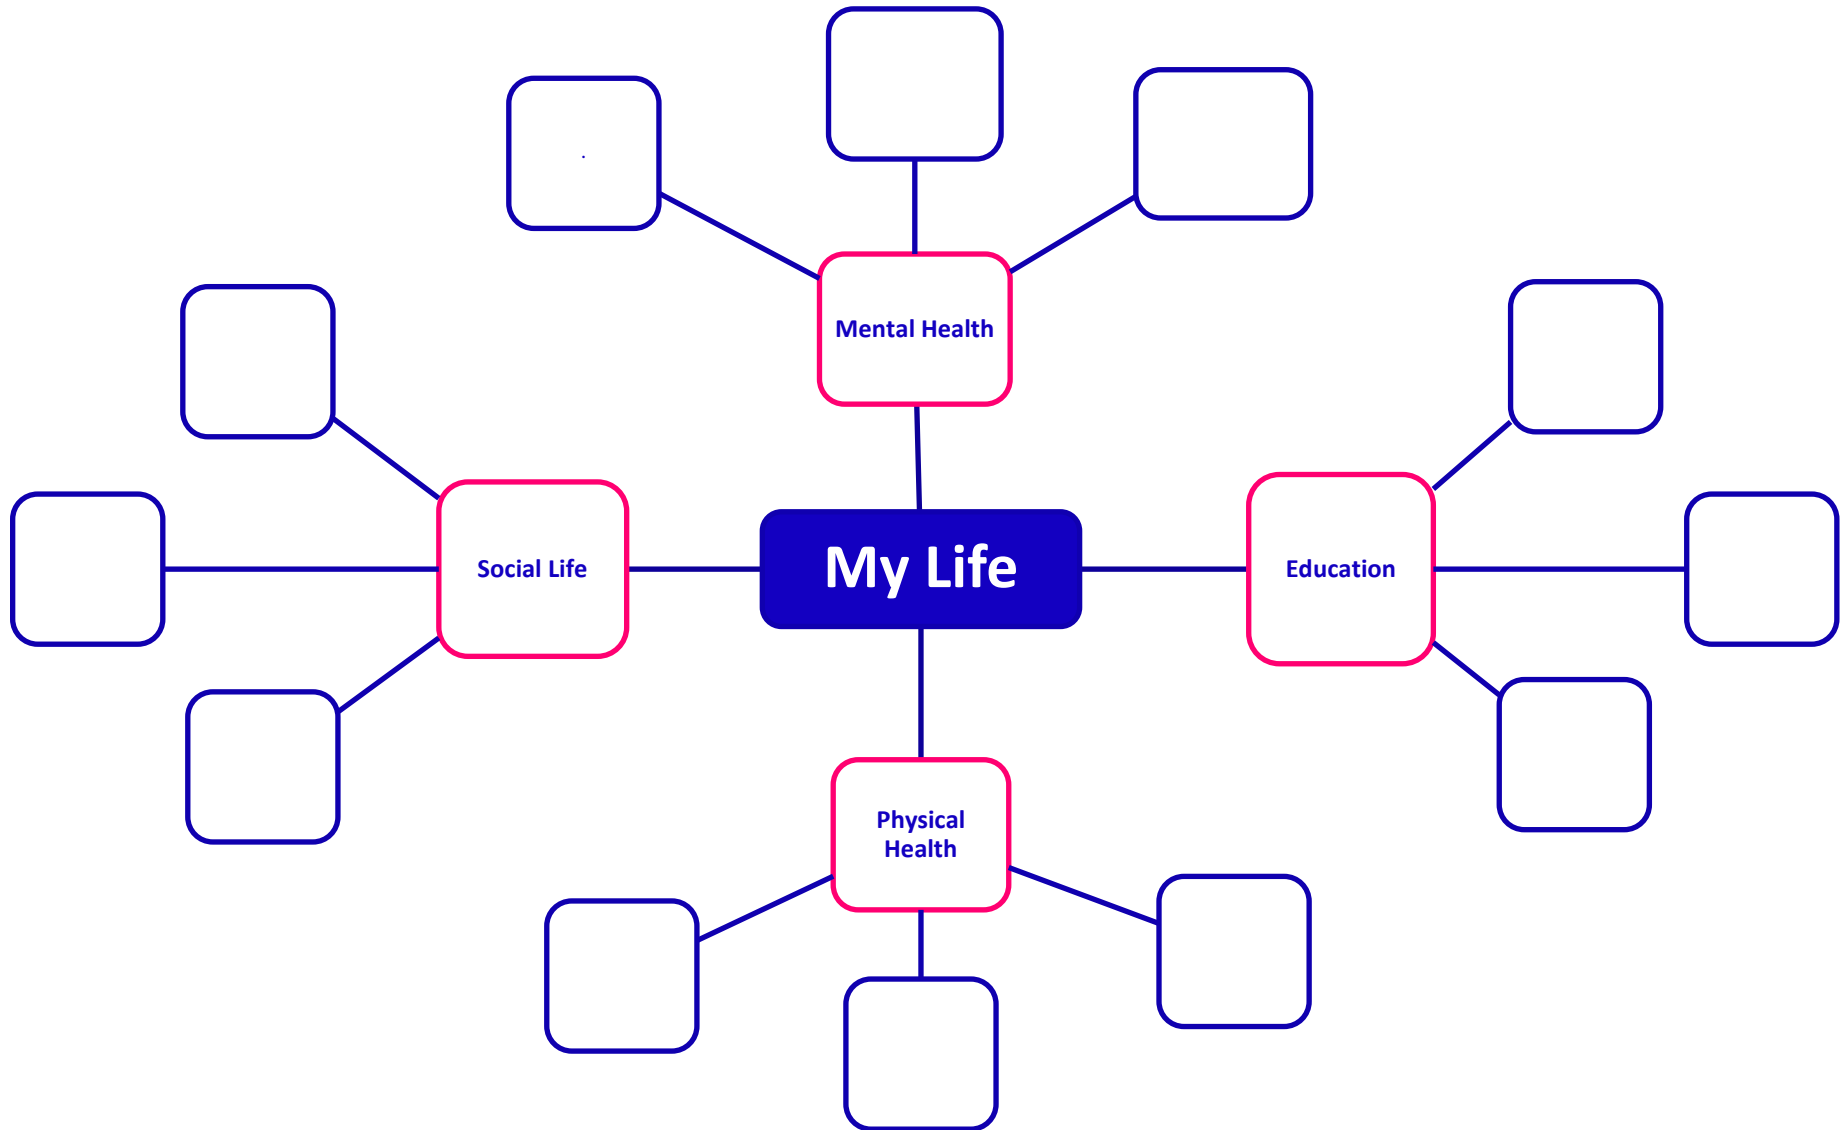 .
Mental Health
Social Life
My Life
Education
Physical
Health